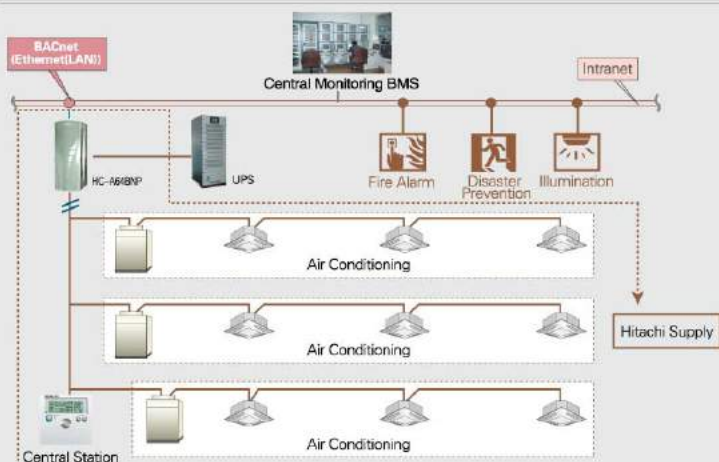 BACnet
(Ethernet(LAN))
Central Monitoring BMS
Intranet
HC-A64BNP
UPS
Fire Alarm
Disaster
Prevention
Illumination
Air Conditioning
Hitachi Supply
Air Conditioning
Central Station
Air Conditioning